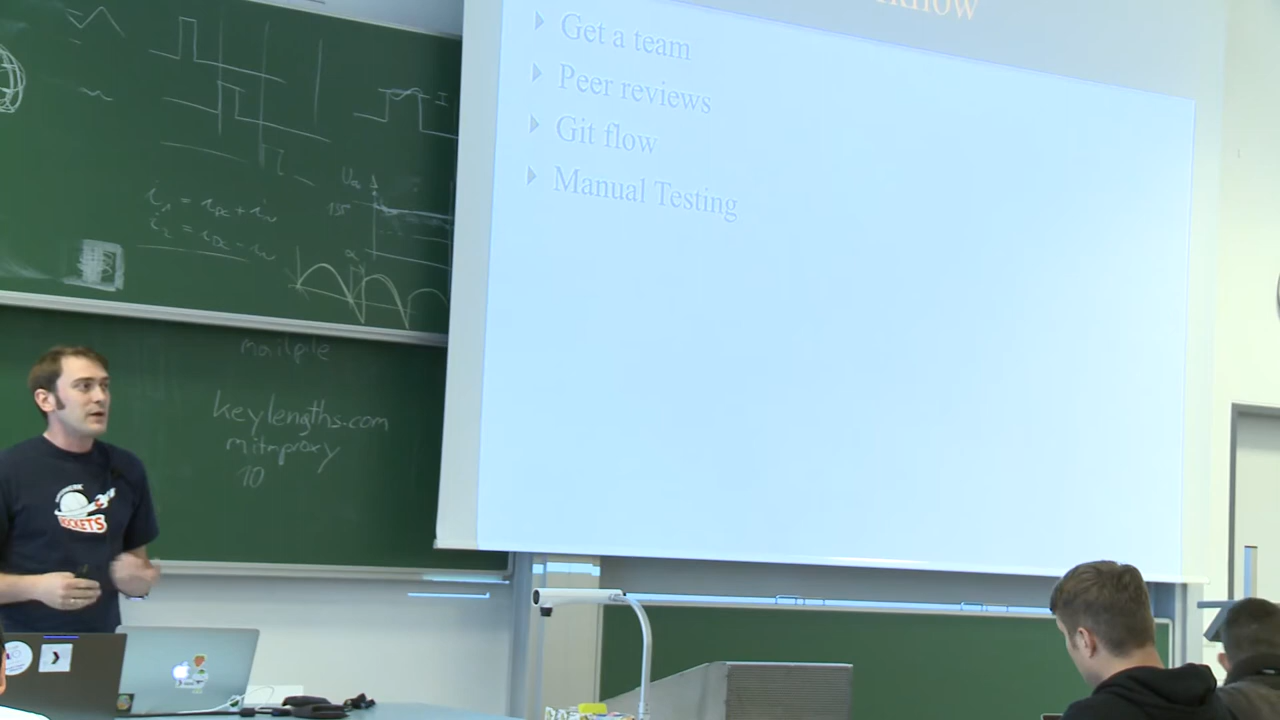 Get a team
Peer reviews
Git flow
Manual Testing
mailpile
keylengths.com
mitmproxy
10
ROCKETS